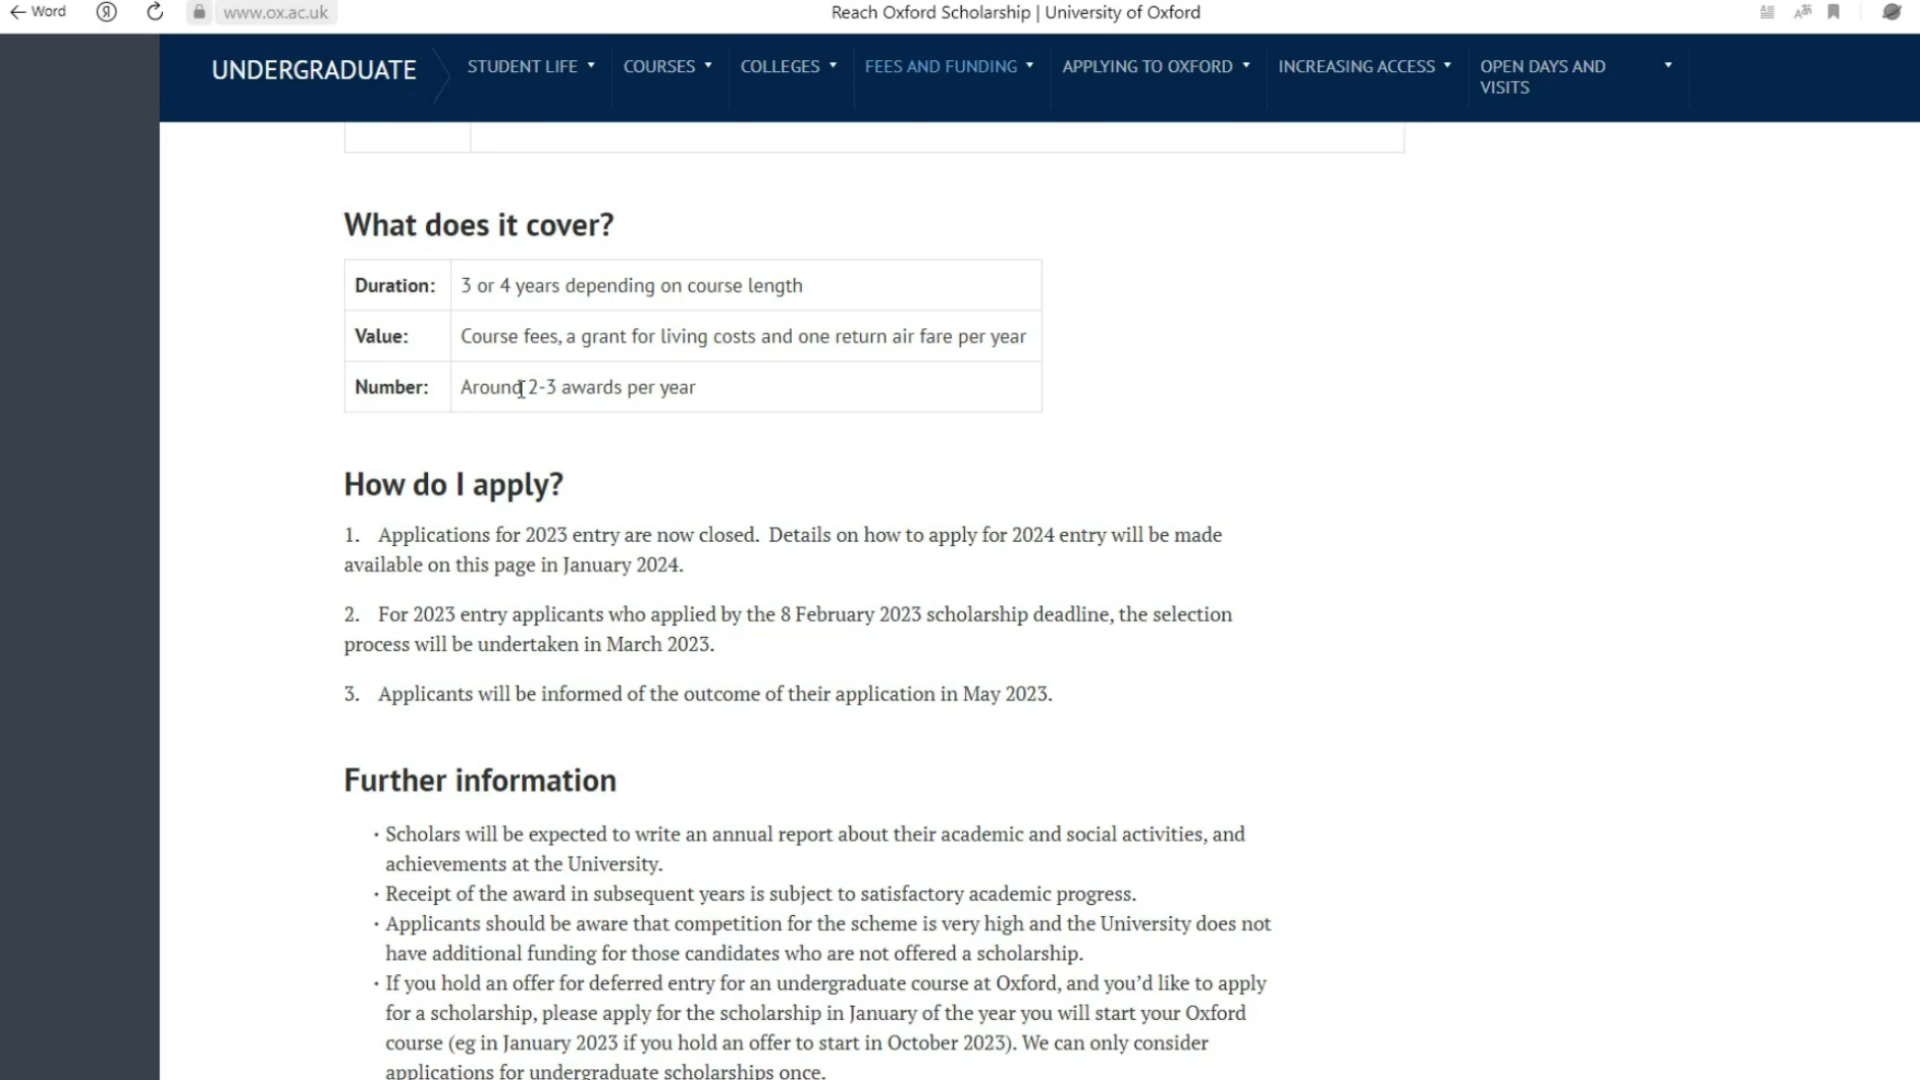 Word
www.ox.ac.uk
Reach Oxford Scholarship | University of Oxford
UNDERGRADUATE
STUDENT LIFE
COURSES
COLLEGES
FEES AND FUNDING
APPLYING TO OXFORD
INCREASING ACCESS
OPEN DAYS AND
VISITS
What does it cover?
Duration: 3 or 4 years depending on course length
Value: Course fees, a grant for living costs and one return air fare per year
Number: Around 2-3 awards per year
How do I apply?
1. Applications for 2023 entry are now closed. Details on how to apply for 2024 entry will be made
available on this page in January 2024.
2. For 2023 entry applicants who applied by the 8 February 2023 scholarship deadline, the selection
process will be undertaken in March 2023.
3. Applicants will be informed of the outcome of their application in May 2023.
Further information
· Scholars will be expected to write an annual report about their academic and social activities, and
achievements at the University.
· Receipt of the award in subsequent years is subject to satisfactory academic progress.
· Applicants should be aware that competition for the scheme is very high and the University does not
have additional funding for those candidates who are not offered a scholarship.
· If you hold an offer for deferred entry for an undergraduate course at Oxford, and you’d like to apply
for a scholarship, please apply for the scholarship in January of the year you will start your Oxford
course (eg in January 2023 if you hold an offer to start in October 2023). We can only consider
applications for undergraduate scholarships once.